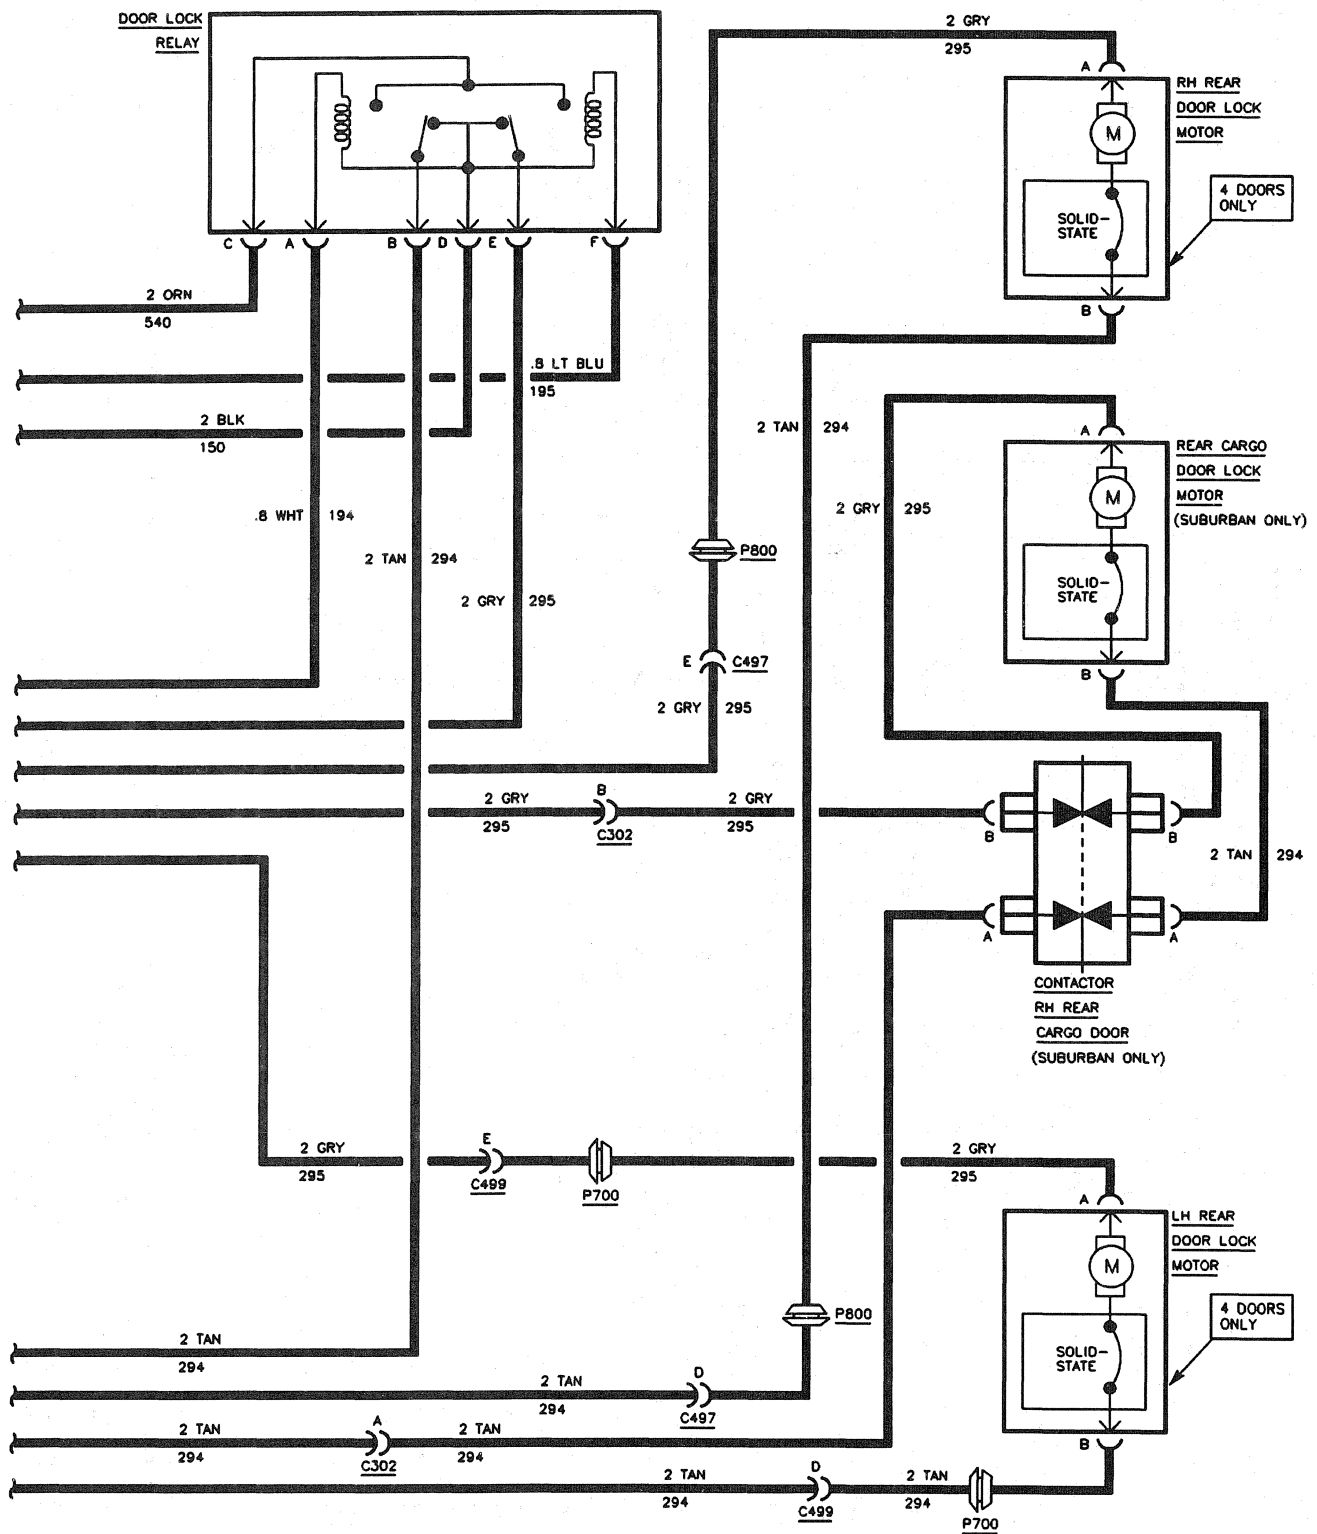 DOOR LOCK
RELAY
C
A
B
D
E
F
2 ORN
540
.8 LT BLU
195
2 BLK
150
.8 WHT
194
2 TAN
294
2 GRY
295
2 GRY
295
A
RH REAR
DOOR LOCK
MOTOR
M
SOLID-
STATE
4 DOORS
ONLY
B
2 TAN
294
P800
E
C497
2 GRY
295
2 GRY
295
A
REAR CARGO
DOOR LOCK
MOTOR
(SUBURBAN ONLY)
M
SOLID-
STATE
B
2 GRY
295
B
C302
2 GRY
295
B
B
2 TAN
294
A
A
CONTACTOR
RH REAR
CARGO DOOR
(SUBURBAN ONLY)
2 GRY
295
E
C499
P700
2 GRY
295
A
LH REAR
DOOR LOCK
MOTOR
M
SOLID-
STATE
4 DOORS
ONLY
B
P800
2 TAN
294
2 TAN
294
D
C497
2 TAN
294
A
C302
2 TAN
294
2 TAN
294
D
C499
2 TAN
294
P700